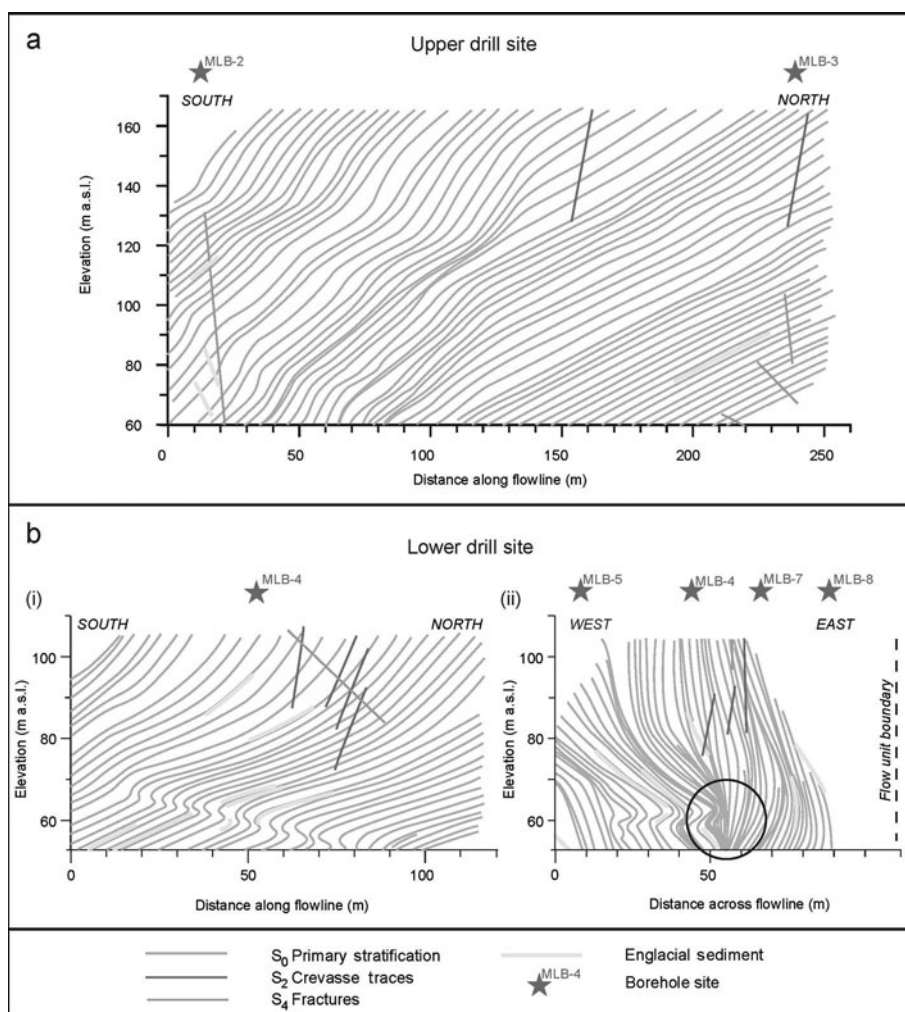 a
Upper drill site
MLB-2
MLB-3
SOUTH
NORTH
Elevation (m a.s.l.)
160
140
120
100
80
60
0
50
100
150
200
250
Distance along flowline (m)
b
Lower drill site
(i)
MLB-4
SOUTH
NORTH
Elevation (m a.s.l.)
100
80
60
0
100
Distance along flowline (m)
(ii)
MLB-5
MLB-4
MLB-7
MLB-8
WEST
EAST
Elevation (m a.s.l.)
100
80
60
0
50
Distance across flowline (m)
Flow unit boundary
S0 Primary stratification
S2 Crevasse traces
S4 Fractures
Englacial sediment
MLB-4
Borehole site